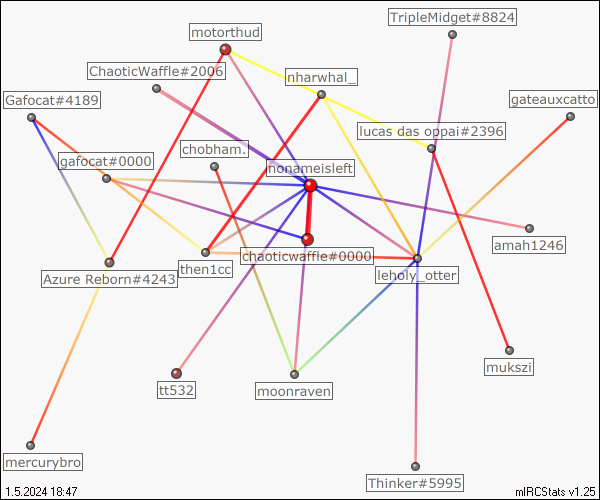 TripleMidget#8824
motorthud
ChaoticWaffle#2006
nharwhal_
Gafocat#4189
gateauxcatto
lucas das oppai#2396
chobham.
gafocat#0000
nonameisleft
amah1246
chaoticwaffle#0000
then1cc
leholy_otter
Azure Reborn#4243
mukszi
tt532
moonraven
mercurybro
Thinker#5995
1.5.2024 18:47
mIRCStats v1.25